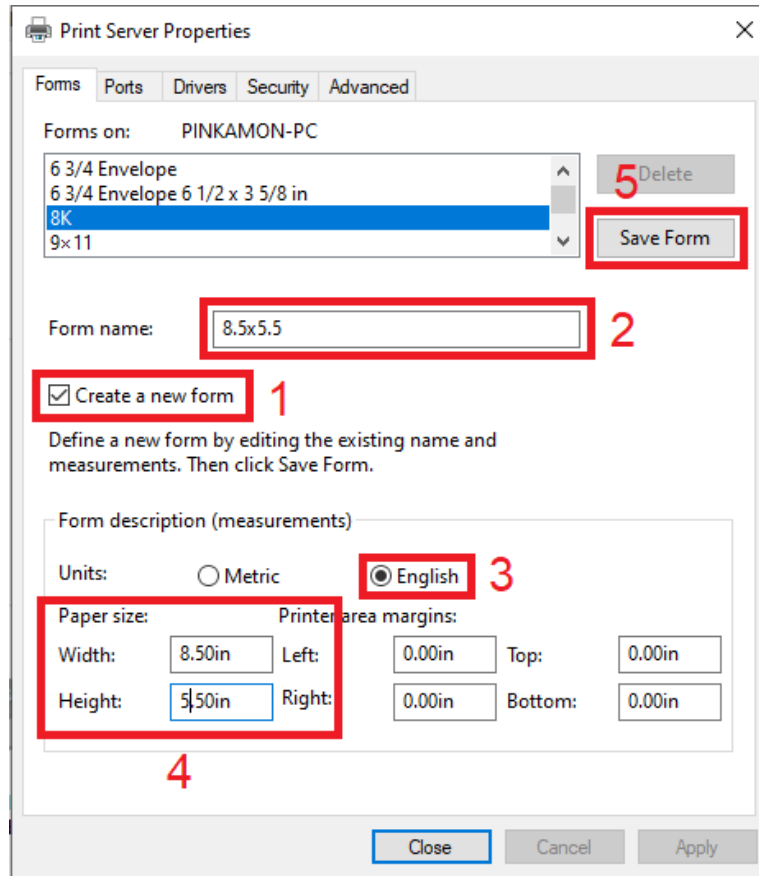 Print Server Properties
Forms Ports Drivers Security Advanced
Forms on: PINKAMON-PC
6 3/4 Envelope
6 3/4 Envelope 6 1/2 x 3 5/8 in
8K
9×11
5
Delete
Save Form
Form name: 8.5x5.5 2
Create a new form 1
Define a new form by editing the existing name and
measurements. Then click Save Form.
Form description (measurements)
Units: Metric English 3
Paper size: Printer area margins:
Width: 8.50in Left: 0.00in Top: 0.00in
Height: 5.50in Right: 0.00in Bottom: 0.00in
4
Close Cancel Apply